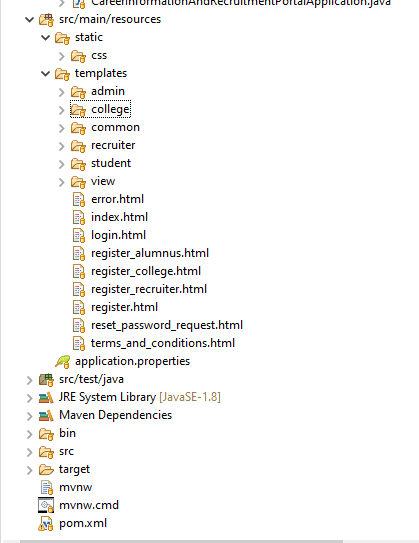 CareerInformationAndRecruitmentPortalApplication.java
src/main/resources
static
css
templates
admin
college
common
recruiter
student
view
error.html
index.html
login.html
register_alumnus.html
register_college.html
register_recruiter.html
register.html
reset_password_request.html
terms_and_conditions.html
application.properties
src/test/java
JRE System Library [JavaSE-1.8]
Maven Dependencies
bin
src
target
mvnw
mvnw.cmd
pom.xml